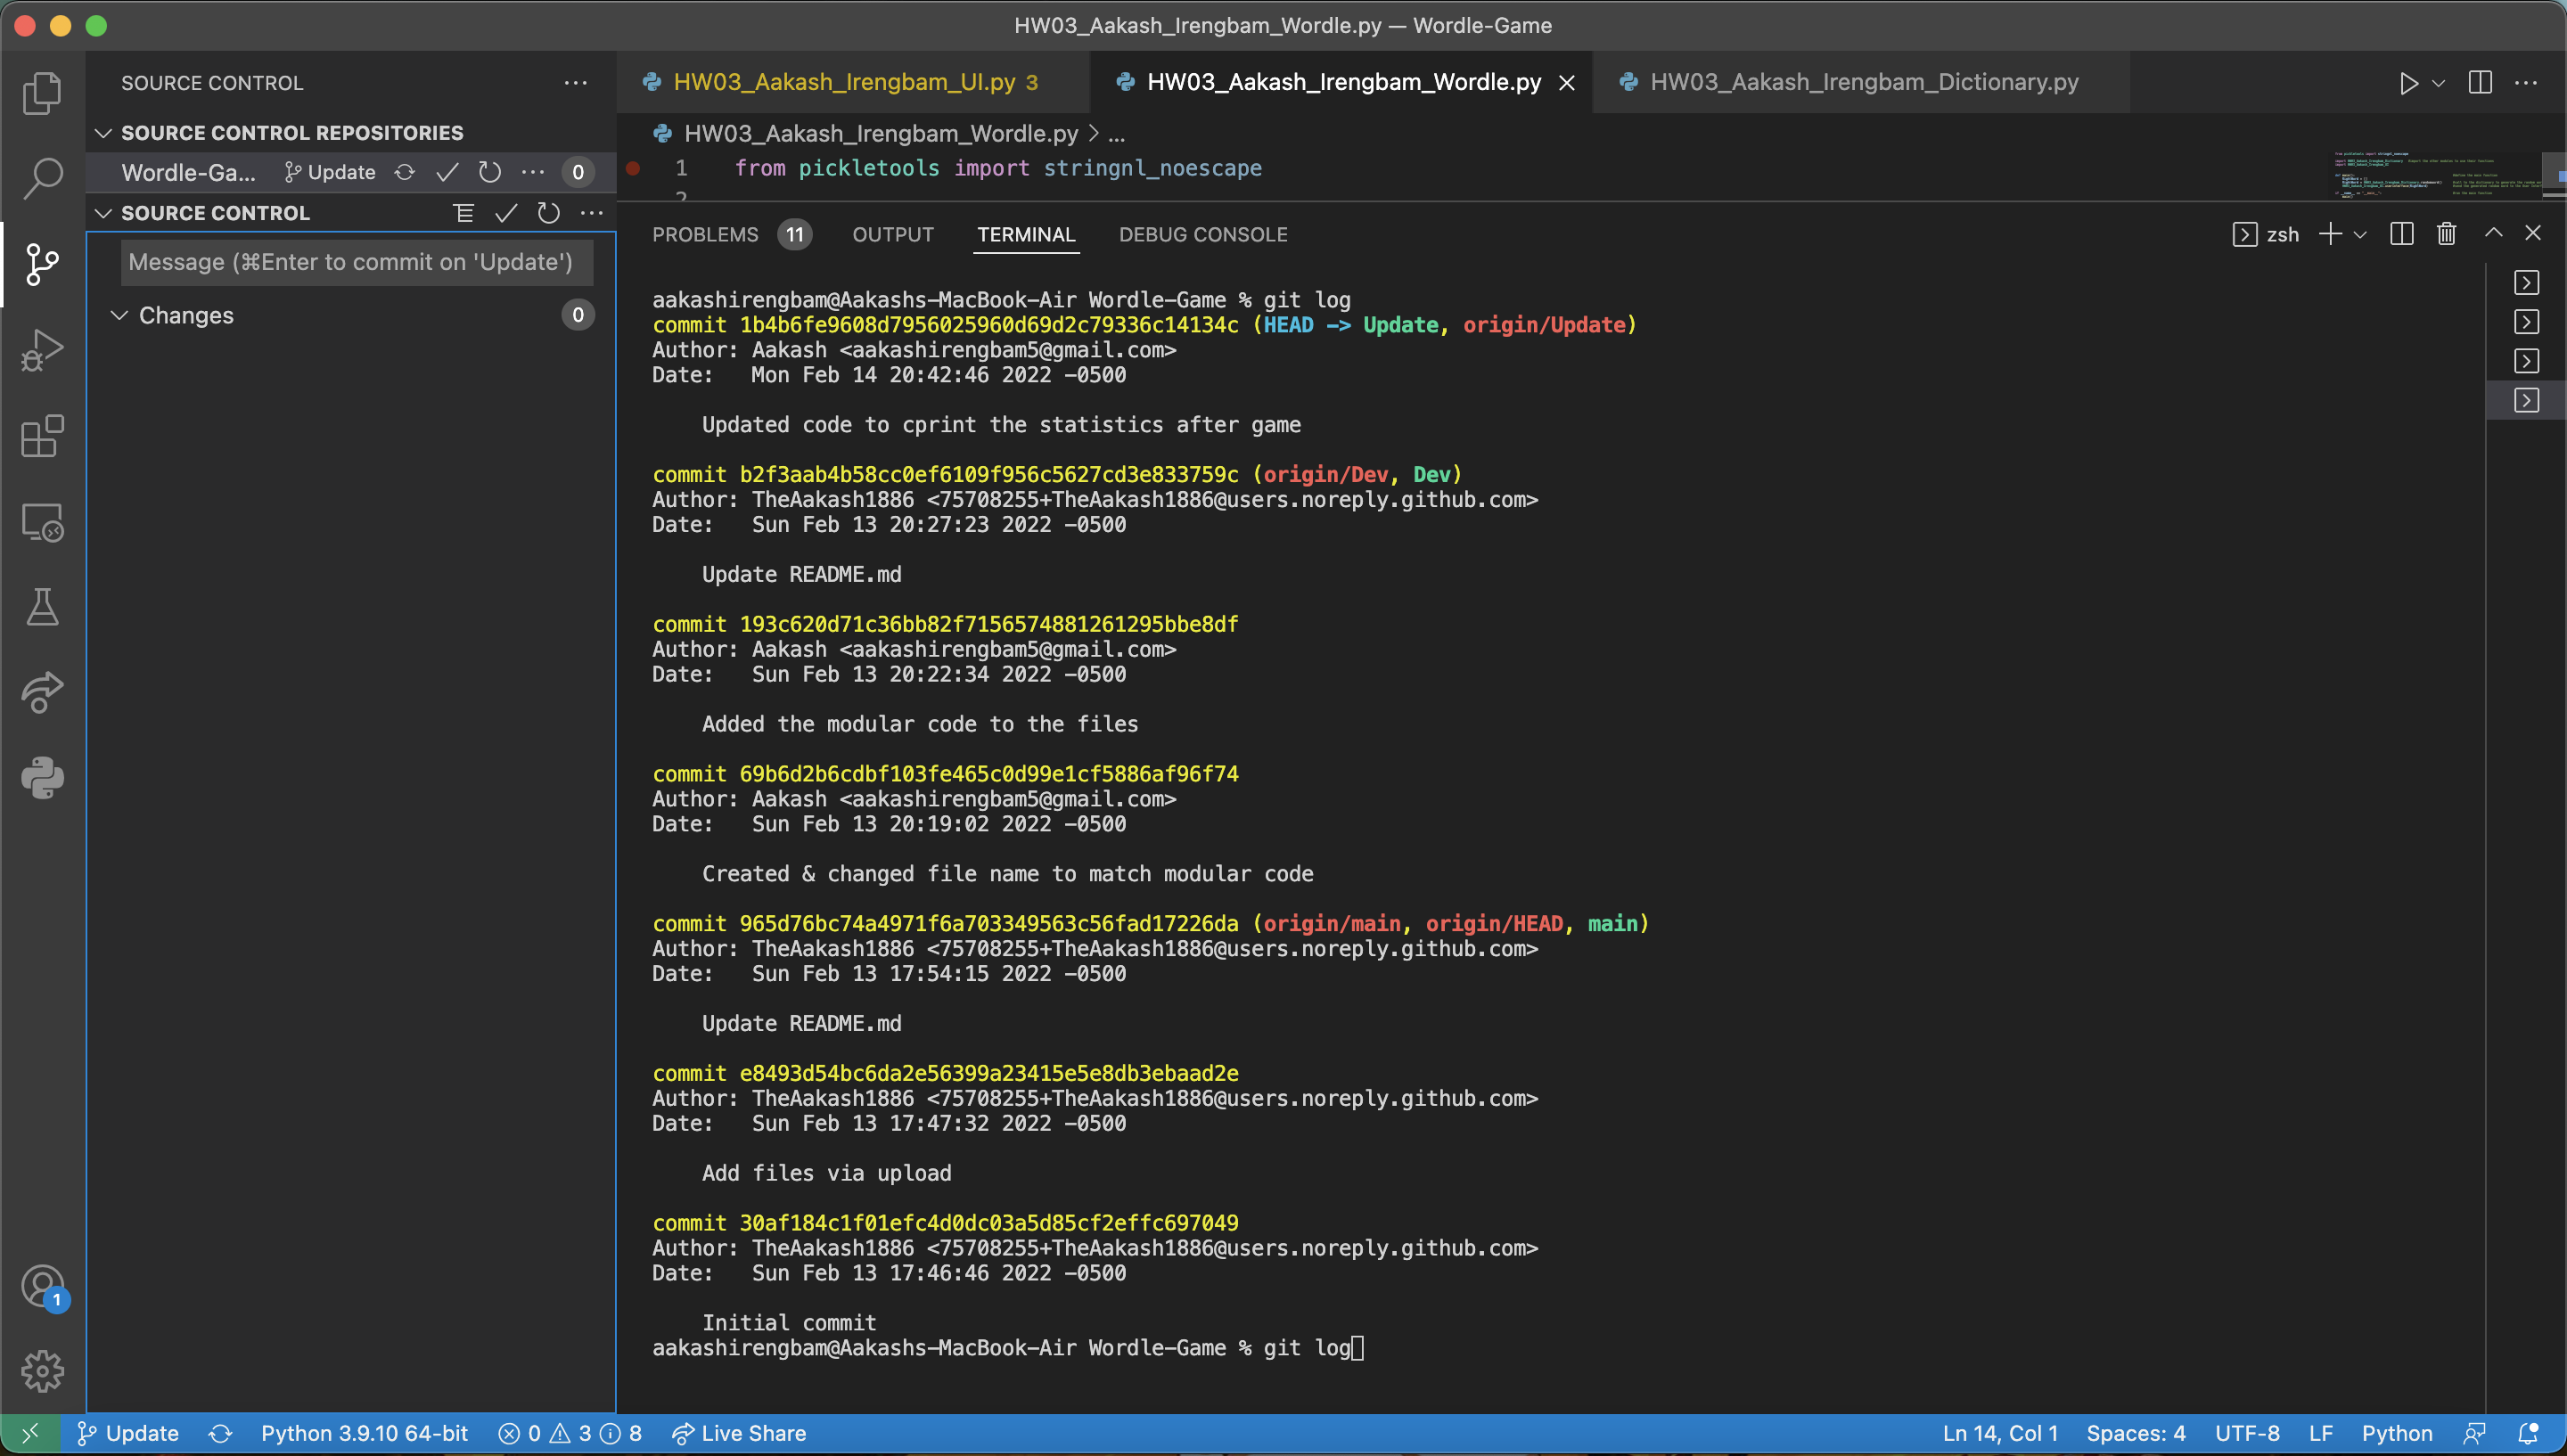 HW03_Aakash_Irengbam_Wordle.py — Wordle-Game
SOURCE CONTROL
SOURCE CONTROL REPOSITORIES
Wordle-Ga... Update 0
SOURCE CONTROL
Message (⌘Enter to commit on 'Update')
Changes 0
HW03_Aakash_Irengbam_UI.py 3
HW03_Aakash_Irengbam_Wordle.py
HW03_Aakash_Irengbam_Dictionary.py
HW03_Aakash_Irengbam_Wordle.py > ...
1 from pickletools import stringnl_noescape
2
PROBLEMS 11 OUTPUT TERMINAL DEBUG CONSOLE
zsh
aakashirengbam@Aakashs-MacBook-Air Wordle-Game % git log
commit 1b4b6fe9608d7956025960d69d2c79336c14134c (HEAD -> Update, origin/Update)
Author: Aakash <aakashirengbam5@gmail.com>
Date: Mon Feb 14 20:42:46 2022 -0500
Updated code to cprint the statistics after game
commit b2f3aab4b58cc0ef6109f956c5627cd3e833759c (origin/Dev, Dev)
Author: TheAakash1886 <75708255+TheAakash1886@users.noreply.github.com>
Date: Sun Feb 13 20:27:23 2022 -0500
Update README.md
commit 193c620d71c36bb82f7156574881261295bbe8df
Author: Aakash <aakashirengbam5@gmail.com>
Date: Sun Feb 13 20:22:34 2022 -0500
Added the modular code to the files
commit 69b6d2b6cdbf103fe465c0d99e1cf5886af96f74
Author: Aakash <aakashirengbam5@gmail.com>
Date: Sun Feb 13 20:19:02 2022 -0500
Created & changed file name to match modular code
commit 965d76bc74a4971f6a703349563c56fad17226da (origin/main, origin/HEAD, main)
Author: TheAakash1886 <75708255+TheAakash1886@users.noreply.github.com>
Date: Sun Feb 13 17:54:15 2022 -0500
Update README.md
commit e8493d54bc6da2e56399a23415e5e8db3ebaad2e
Author: TheAakash1886 <75708255+TheAakash1886@users.noreply.github.com>
Date: Sun Feb 13 17:47:32 2022 -0500
Add files via upload
commit 30af184c1f01efc4d0dc03a5d85cf2effc697049
Author: TheAakash1886 <75708255+TheAakash1886@users.noreply.github.com>
Date: Sun Feb 13 17:46:46 2022 -0500
Initial commit
aakashirengbam@Aakashs-MacBook-Air Wordle-Game % git log
1
Update Python 3.9.10 64-bit 0 3 8 Live Share Ln 14, Col 1 Spaces: 4 UTF-8 LF Python